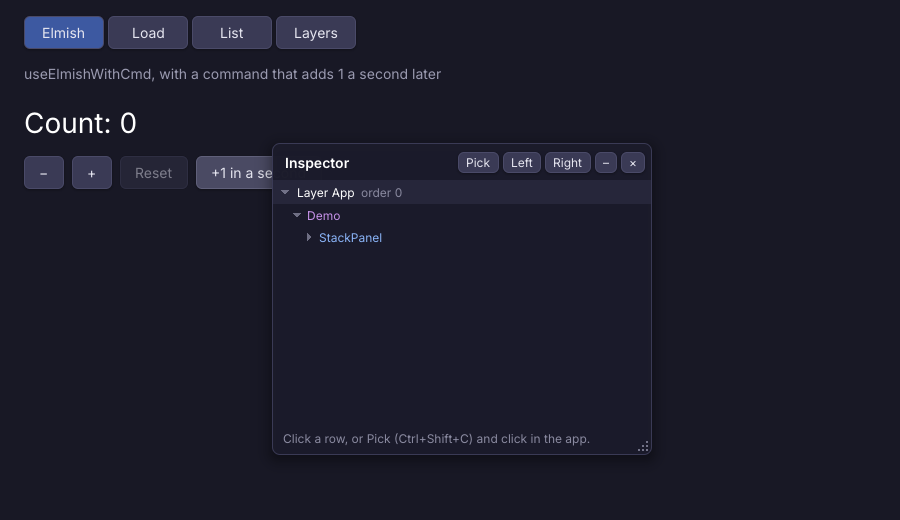 Elmish Load List Layers
useElmishWithCmd, with a command that adds 1 a second later
Count: 0
− + Reset +1 in a se
Inspector Pick Left Right − ×
Layer App order 0
Demo
StackPanel
Click a row, or Pick (Ctrl+Shift+C) and click in the app.